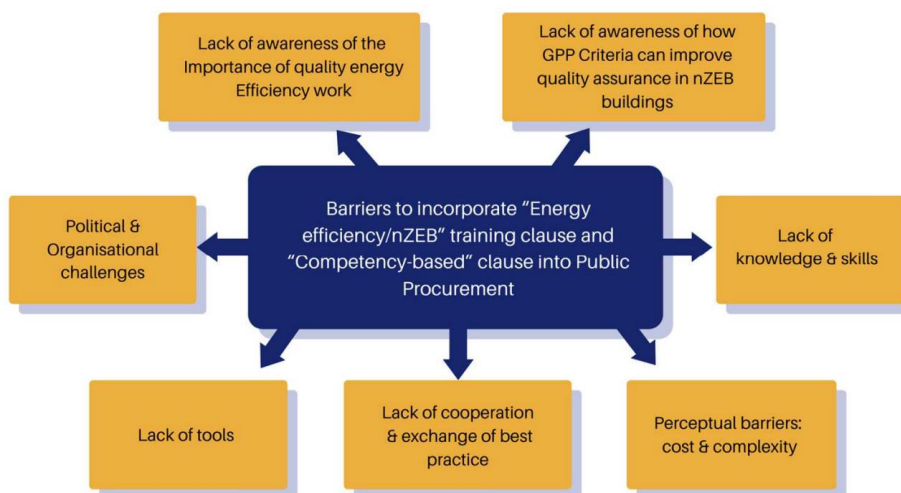 Lack of awareness of the
Importance of quality energy
Efficiency work
Lack of awareness of how
GPP Criteria can improve
quality assurance in nZEB
buildings
Barriers to incorporate “Energy
efficiency/nZEB” training clause and
“Competency-based” clause into Public
Procurement
Political &
Organisational
challenges
Lack of
knowledge & skills
Lack of tools
Lack of cooperation
& exchange of best
practice
Perceptual barriers:
cost & complexity